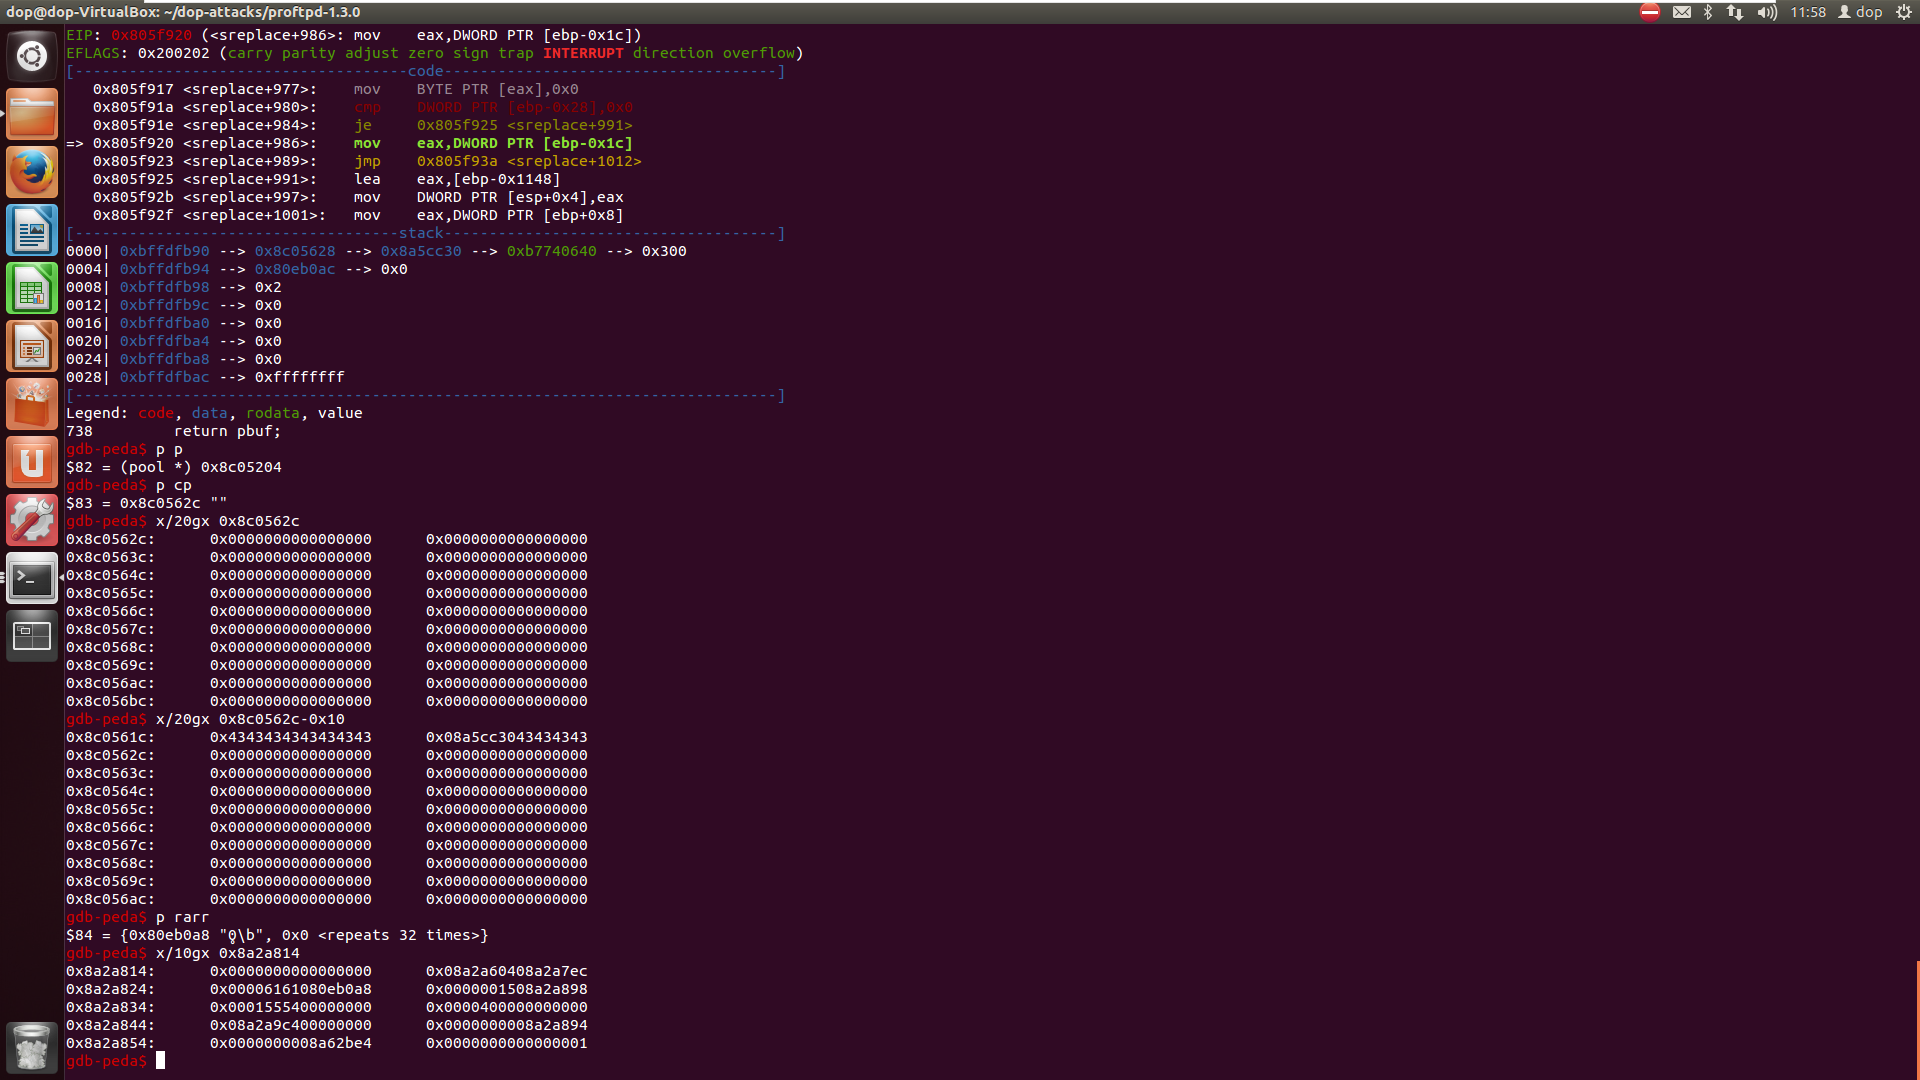 dop@dop-VirtualBox: ~/dop-attacks/proftpd-1.3.0
11:58 dop
EIP: 0x805f920 (<sreplace+986>: mov    eax,DWORD PTR [ebp-0x1c])
EFLAGS: 0x200202 (carry parity adjust zero sign trap INTERRUPT direction overflow)
[-------------------------------------code-------------------------------------]
   0x805f917 <sreplace+977>:    mov    BYTE PTR [eax],0x0
   0x805f91a <sreplace+980>:    cmp    DWORD PTR [ebp-0x28],0x0
   0x805f91e <sreplace+984>:    je     0x805f925 <sreplace+991>
=> 0x805f920 <sreplace+986>:    mov    eax,DWORD PTR [ebp-0x1c]
   0x805f923 <sreplace+989>:    jmp    0x805f93a <sreplace+1012>
   0x805f925 <sreplace+991>:    lea    eax,[ebp-0x1148]
   0x805f92b <sreplace+997>:    mov    DWORD PTR [esp+0x4],eax
   0x805f92f <sreplace+1001>:   mov    eax,DWORD PTR [ebp+0x8]
[------------------------------------stack-------------------------------------]
0000| 0xbffdfb90 --> 0x8c05628 --> 0x8a5cc30 --> 0xb7740640 --> 0x300
0004| 0xbffdfb94 --> 0x80eb0ac --> 0x0
0008| 0xbffdfb98 --> 0x2
0012| 0xbffdfb9c --> 0x0
0016| 0xbffdfba0 --> 0x0
0020| 0xbffdfba4 --> 0x0
0024| 0xbffdfba8 --> 0x0
0028| 0xbffdfbac --> 0xffffffff
[------------------------------------------------------------------------------]
Legend: code, data, rodata, value
738         return pbuf;
gdb-peda$ p p
$82 = (pool *) 0x8c05204
gdb-peda$ p cp
$83 = 0x8c0562c ""
gdb-peda$ x/20gx 0x8c0562c
0x8c0562c:      0x0000000000000000      0x0000000000000000
0x8c0563c:      0x0000000000000000      0x0000000000000000
0x8c0564c:      0x0000000000000000      0x0000000000000000
0x8c0565c:      0x0000000000000000      0x0000000000000000
0x8c0566c:      0x0000000000000000      0x0000000000000000
0x8c0567c:      0x0000000000000000      0x0000000000000000
0x8c0568c:      0x0000000000000000      0x0000000000000000
0x8c0569c:      0x0000000000000000      0x0000000000000000
0x8c056ac:      0x0000000000000000      0x0000000000000000
0x8c056bc:      0x0000000000000000      0x0000000000000000
gdb-peda$ x/20gx 0x8c0562c-0x10
0x8c0561c:      0x4343434343434343      0x08a5cc3043434343
0x8c0562c:      0x0000000000000000      0x0000000000000000
0x8c0563c:      0x0000000000000000      0x0000000000000000
0x8c0564c:      0x0000000000000000      0x0000000000000000
0x8c0565c:      0x0000000000000000      0x0000000000000000
0x8c0566c:      0x0000000000000000      0x0000000000000000
0x8c0567c:      0x0000000000000000      0x0000000000000000
0x8c0568c:      0x0000000000000000      0x0000000000000000
0x8c0569c:      0x0000000000000000      0x0000000000000000
0x8c056ac:      0x0000000000000000      0x0000000000000000
gdb-peda$ p rarr
$84 = {0x80eb0a8 "\b", 0x0 <repeats 32 times>}
gdb-peda$ x/10gx 0x8a2a814
0x8a2a814:      0x0000000000000000      0x08a2a60408a2a7ec
0x8a2a824:      0x00006161080eb0a8      0x0000001508a2a898
0x8a2a834:      0x0001555400000000      0x0000400000000000
0x8a2a844:      0x08a2a9c400000000      0x0000000008a2a894
0x8a2a854:      0x0000000008a62be4      0x0000000000000001
gdb-peda$